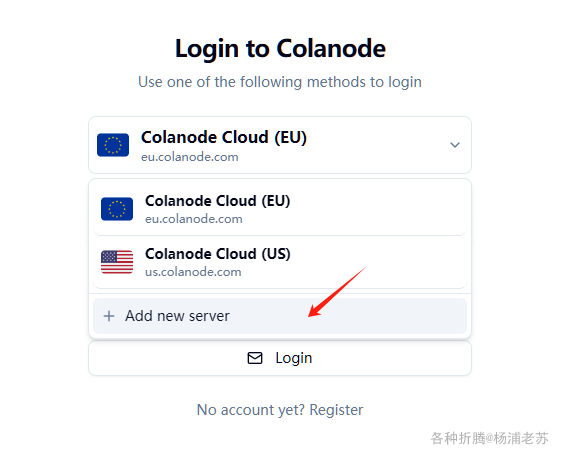 Login to Colanode
Use one of the following methods to login
Colanode Cloud (EU)
eu.colanode.com
Colanode Cloud (EU)
eu.colanode.com
Colanode Cloud (US)
us.colanode.com
Add new server
Login
No account yet? Register
各种折腾@杨浦老苏